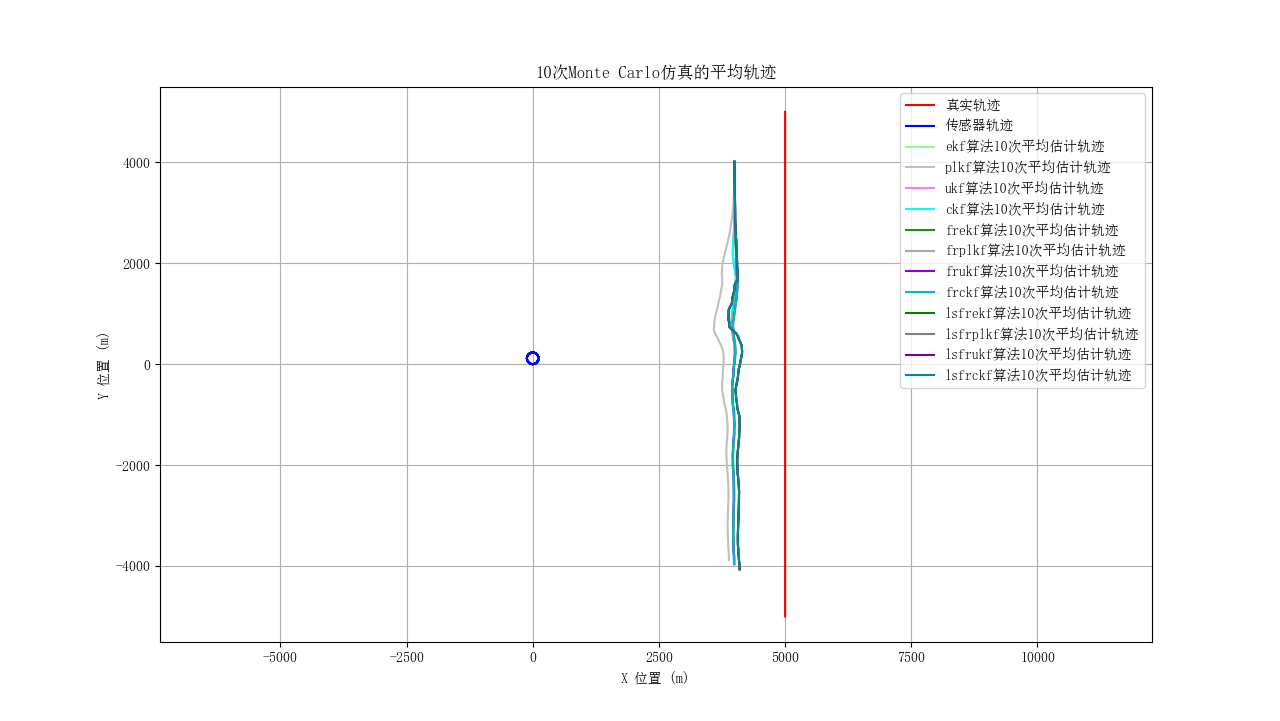 10次Monte Carlo仿真的平均轨迹
真实轨迹
传感器轨迹
ekf算法10次平均估计轨迹
plkf算法10次平均估计轨迹
ukf算法10次平均估计轨迹
ckf算法10次平均估计轨迹
frekf算法10次平均估计轨迹
frplkf算法10次平均估计轨迹
frukf算法10次平均估计轨迹
frckf算法10次平均估计轨迹
lsfrekf算法10次平均估计轨迹
lsfrplkf算法10次平均估计轨迹
lsfrukf算法10次平均估计轨迹
lsfrckf算法10次平均估计轨迹
Y 位置 (m)
4000
2000
0
−2000
−4000
−5000
−2500
0
2500
5000
7500
10000
X 位置 (m)